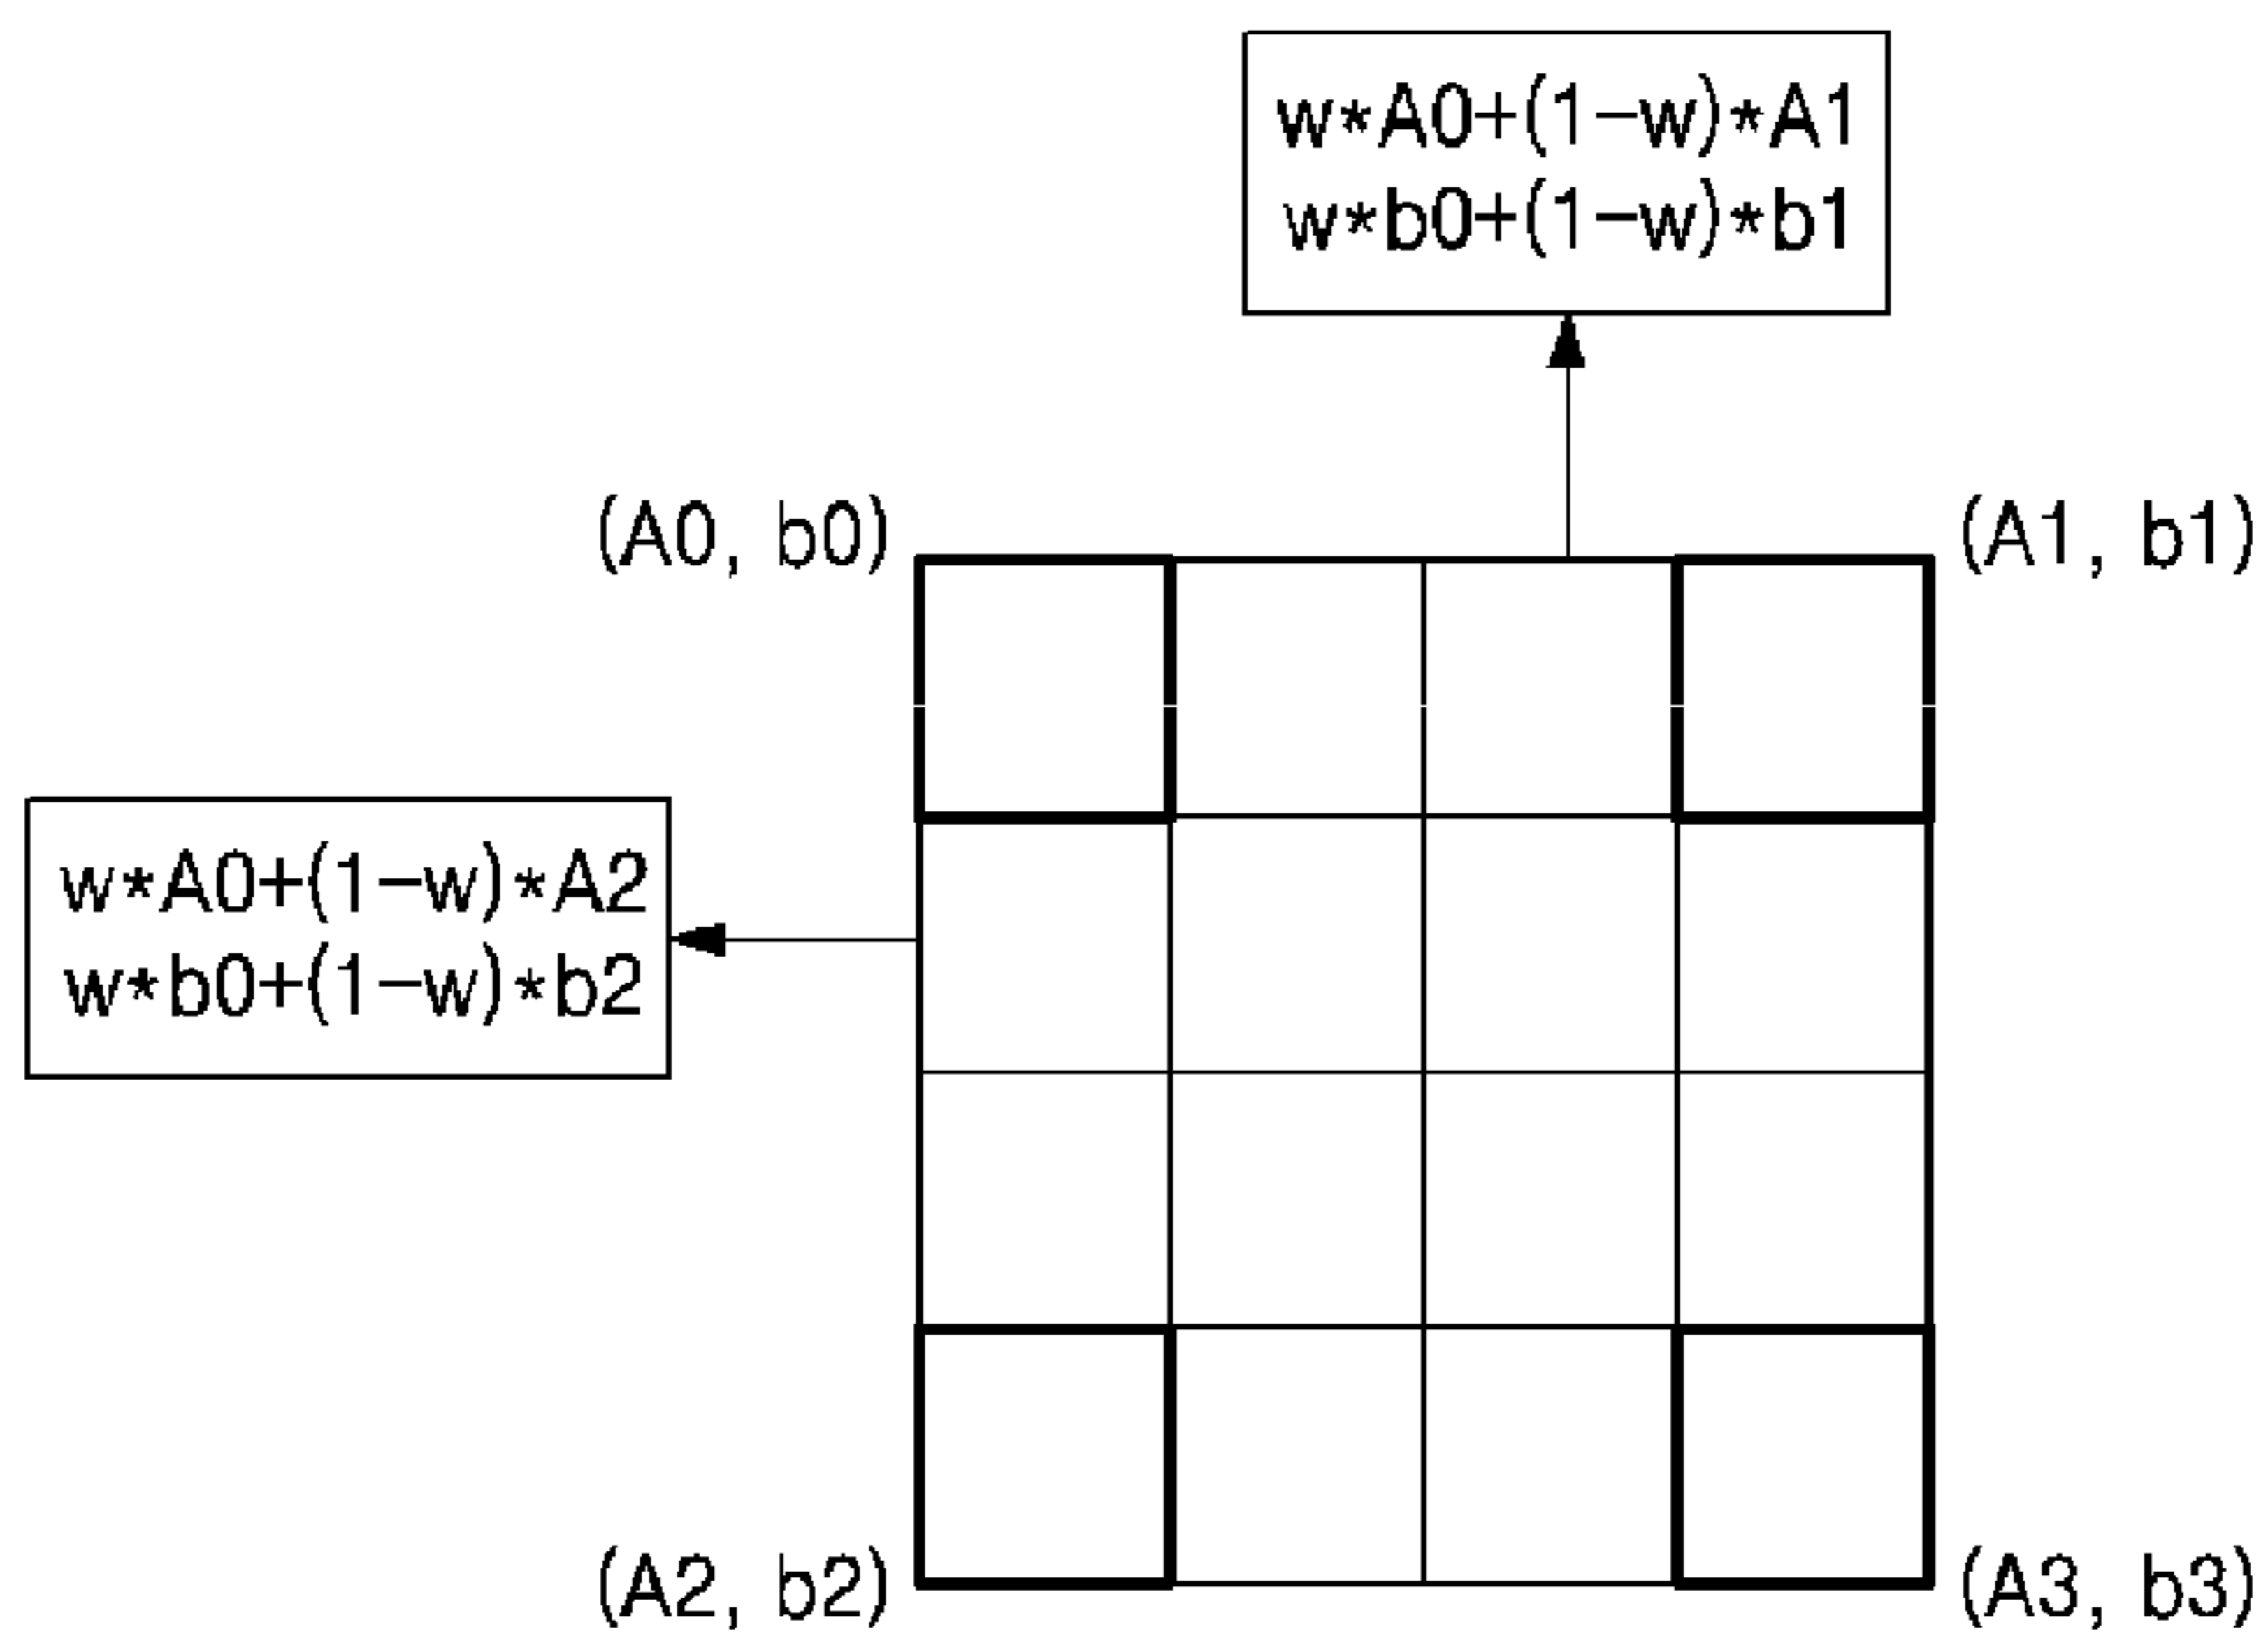 w*A0+(1-w)*A1
w*b0+(1-w)*b1
(A0, b0)
(A1, b1)
w*A0+(1-w)*A2
w*b0+(1-w)*b2
(A2, b2)
(A3, b3)